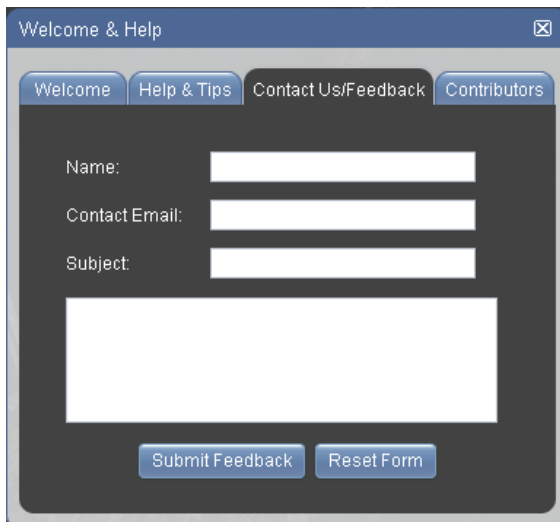 Welcome & Help
Welcome
Help & Tips
Contact Us/Feedback
Contributors
Name:
Contact Email:
Subject:
Submit Feedback
Reset Form